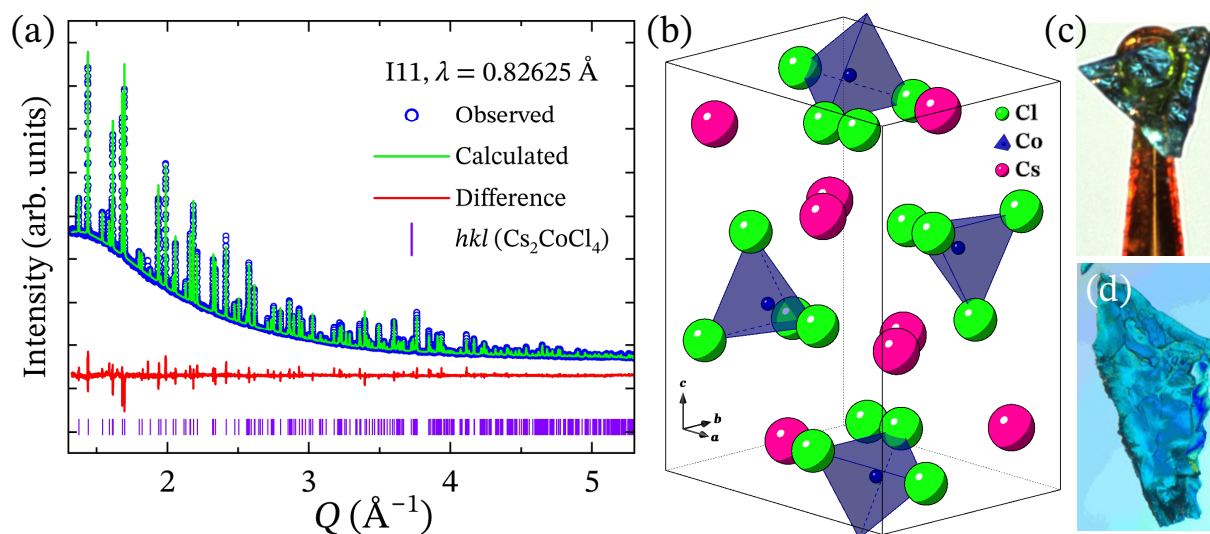 (a)
I11, λ = 0.82625 Å
Observed
Calculated
Difference
hkl (Cs₂CoCl₄)
Intensity (arb. units)
2
3
4
5
Q (Å⁻¹)
(b)
Cl
Co
Cs
c
b
a
(c)
(d)